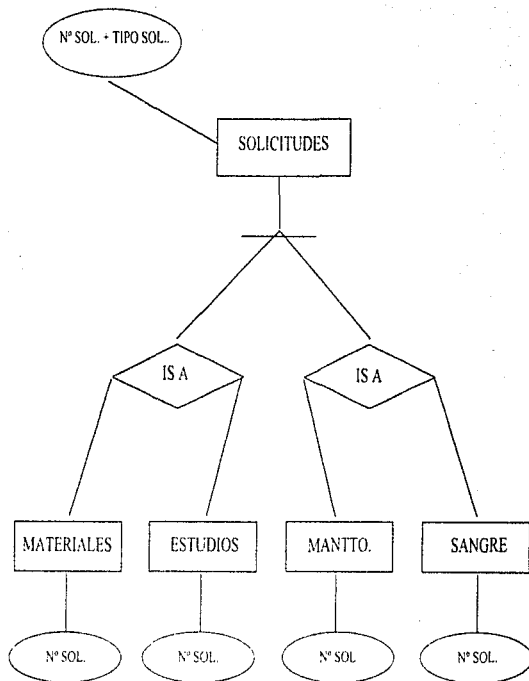 Nº SOL. + TIPO SOL..
SOLICITUDES
IS A
IS A
MATERIALES
ESTUDIOS
MANTTO.
SANGRE
Nº SOL.
Nº SOL.
Nº SOL
Nº SOL.